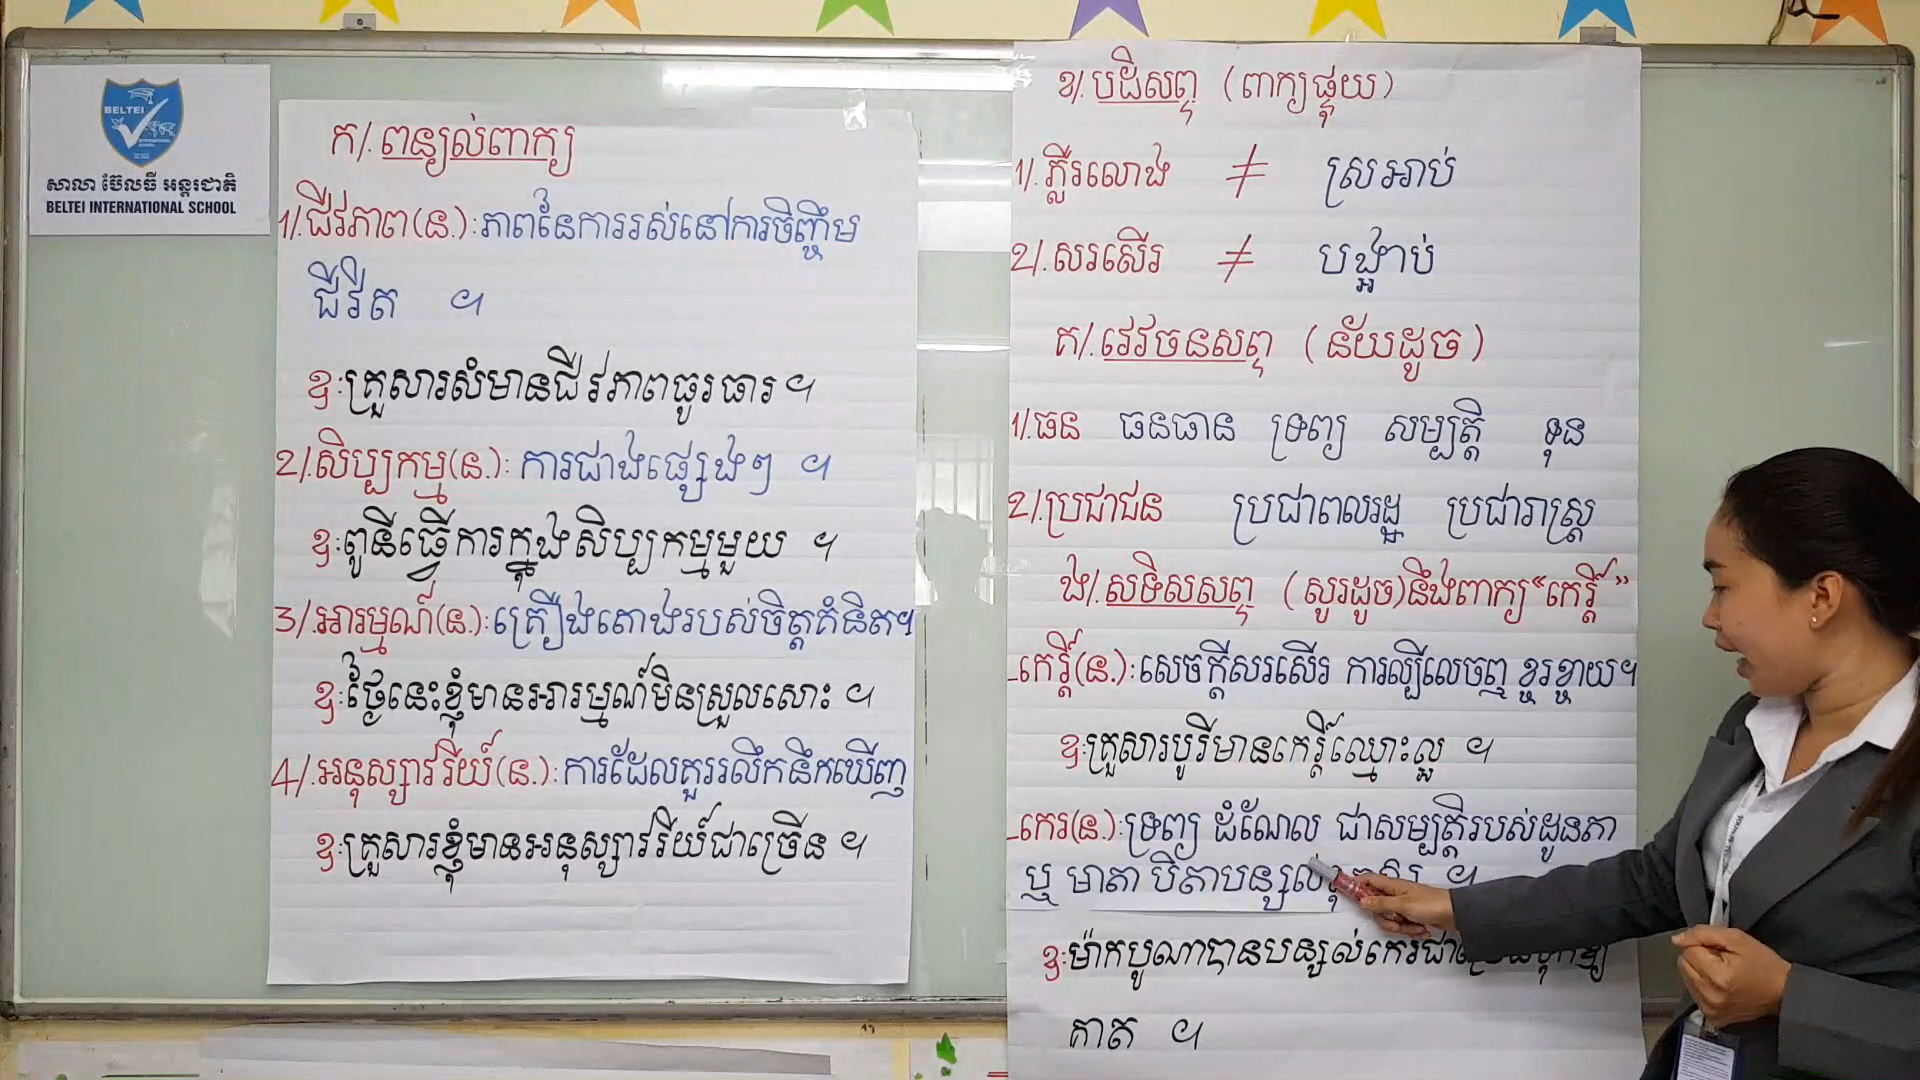 BELTEI
សាលា ប៊ែលធី អន្តរជាតិ
BELTEI INTERNATIONAL SCHOOL
ក/.ពន្យល់ពាក្យ
1/.ជីវភាព(ន.):ភាពនៃការរស់នៅការចិញ្ចឹម
ជីវិត ។
ឧ:គ្រួសារសំមានជីវភាពធូរធារ។
2/.សិប្បកម្ម(ន.): ការជាងផ្សេងៗ ។
ឧ:ពូនីធ្វើការក្នុងសិប្បកម្មមួយ ។
3/.អារម្មណ៍(ន.):គ្រឿងតោងរបស់ចិត្តគំនិត។
ឧ:ថ្ងៃនេះខ្ញុំមានអារម្មណ៍មិនស្រួលសោះ ។
4/.អនុស្សាវរីយ៍(ន.):ការដែលគួររលឹកនឹកឃើញ
ឧ:គ្រួសារខ្ញុំមានអនុស្សាវរីយ៍ជាច្រើន ។
ខ/.បដិសព្ទ (ពាក្យផ្ទុយ)
1/.ភ្លឺរលោង ≠ ស្រអាប់
2/.សរសើរ ≠ បង្អាប់
គ/.វេវចនសព្ទ (ន័យដូច)
1/.ធន ធនធាន ទ្រព្យ សម្បត្តិ ទុន
2/.ប្រជាជន ប្រជាពលរដ្ឋ ប្រជារាស្ត្រ
ង/.សទិសសព្ទ (សូរដូច)នឹងពាក្យ“កេរ្តិ៍”
-កេរ្តិ៍(ន.):សេចក្តីសរសើរ ការល្បីលេចឮ ខ្ចរខ្ចាយ។
ឧ:គ្រួសារបូរីមានកេរ្តិ៍ឈ្មោះល្អ ។
-កេរ(ន.):ទ្រព្យ ដំណែល ជាសម្បត្តិរបស់ដូនតា
ឬ មាតា បិតាបន្សល់ ។
ឧ:ម៉ាកបូណាបានបន្សល់កេរជា
គាត ។